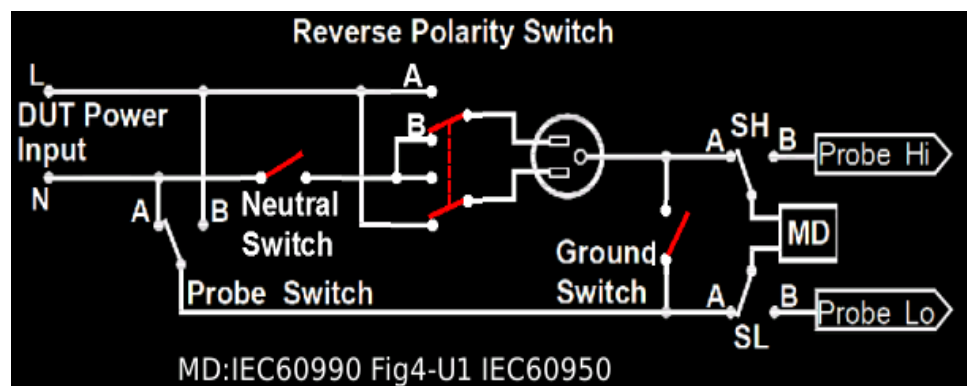 Reverse Polarity Switch
L
A
DUT Power
Input
B
A SH B Probe Hi
N
A B Neutral
Switch
MD
Ground
Switch
Probe Switch
A B Probe Lo
SL
MD:IEC60990 Fig4-U1 IEC60950